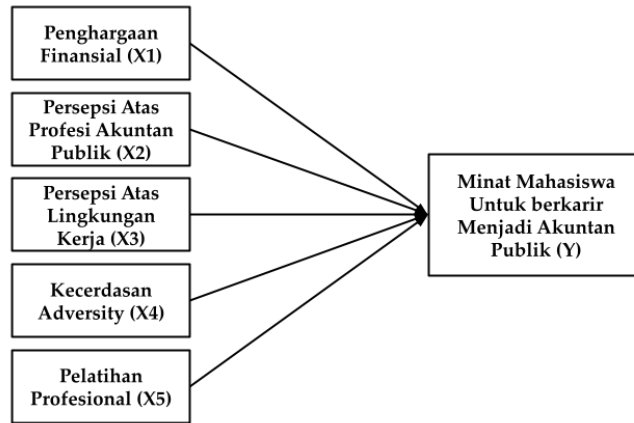 Penghargaan
Finansial (X1)
Persepsi Atas
Profesi Akuntan
Publik (X2)
Persepsi Atas
Lingkungan
Kerja (X3)
Kecerdasan
Adversity (X4)
Pelatihan
Profesional (X5)
Minat Mahasiswa
Untuk berkarir
Menjadi Akuntan
Publik (Y)